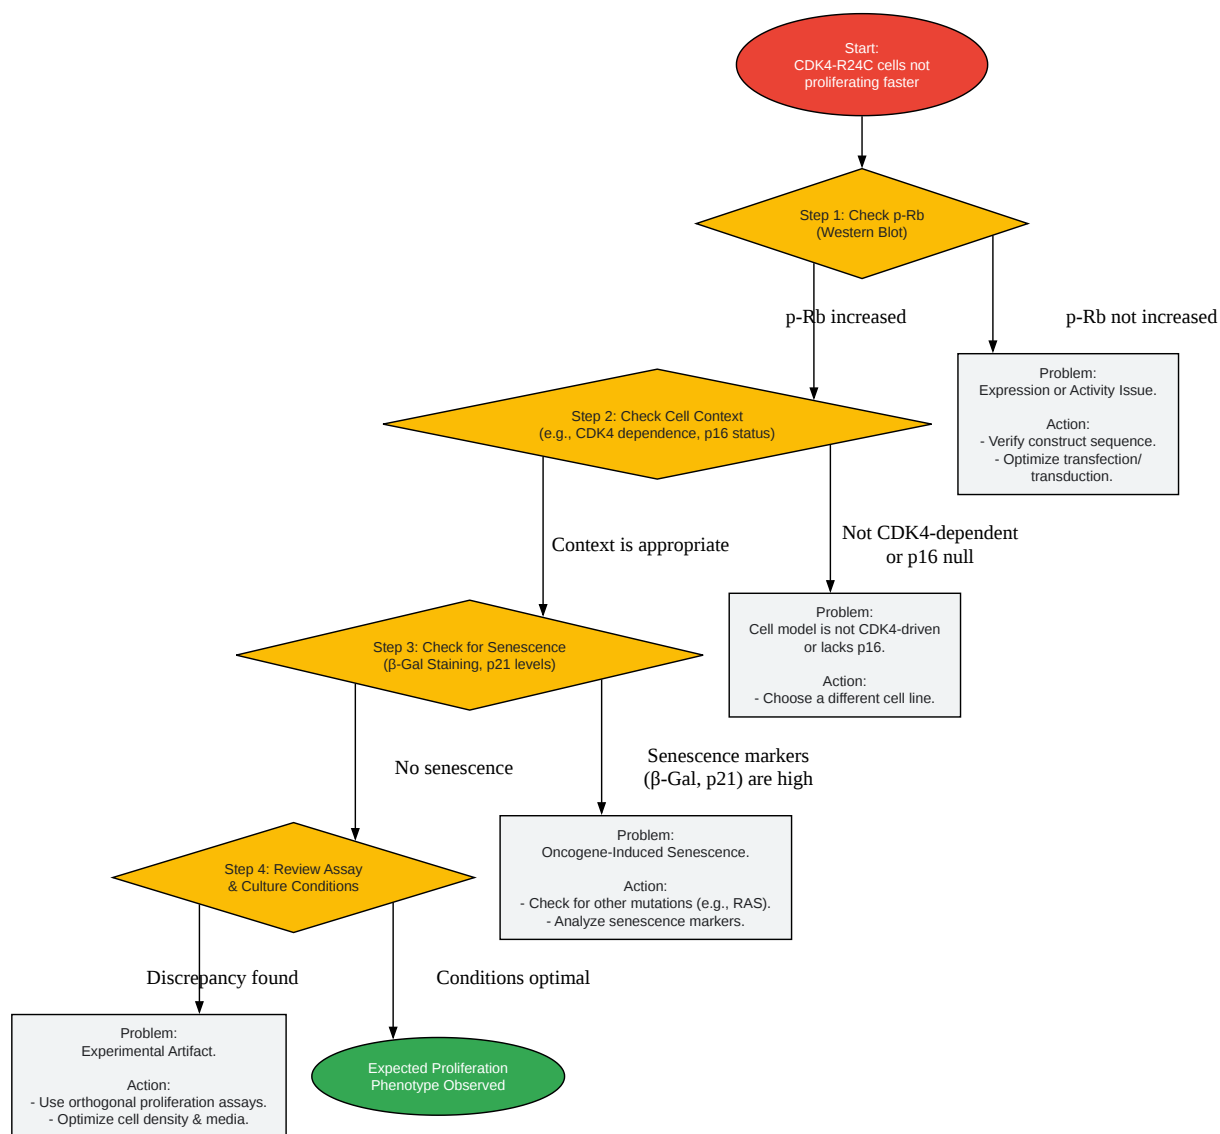 Start:
CDK4-R24C cells not
proliferating faster
Step 1: Check p-Rb
(Western Blot)
p-Rb increased
p-Rb not increased
Problem:
Expression or Activity Issue.
Action:
- Verify construct sequence.
- Optimize transfection/
transduction.
Step 2: Check Cell Context
(e.g., CDK4 dependence, p16 status)
Context is appropriate
Not CDK4-dependent
or p16 null
Problem:
Cell model is not CDK4-driven
or lacks p16.
Action:
- Choose a different cell line.
Step 3: Check for Senescence
(β-Gal Staining, p21 levels)
No senescence
Senescence markers
(β-Gal, p21) are high
Problem:
Oncogene-Induced Senescence.
Action:
- Check for other mutations (e.g., RAS).
- Analyze senescence markers.
Step 4: Review Assay
& Culture Conditions
Discrepancy found
Conditions optimal
Problem:
Experimental Artifact.
Action:
- Use orthogonal proliferation assays.
- Optimize cell density & media.
Expected Proliferation
Phenotype Observed